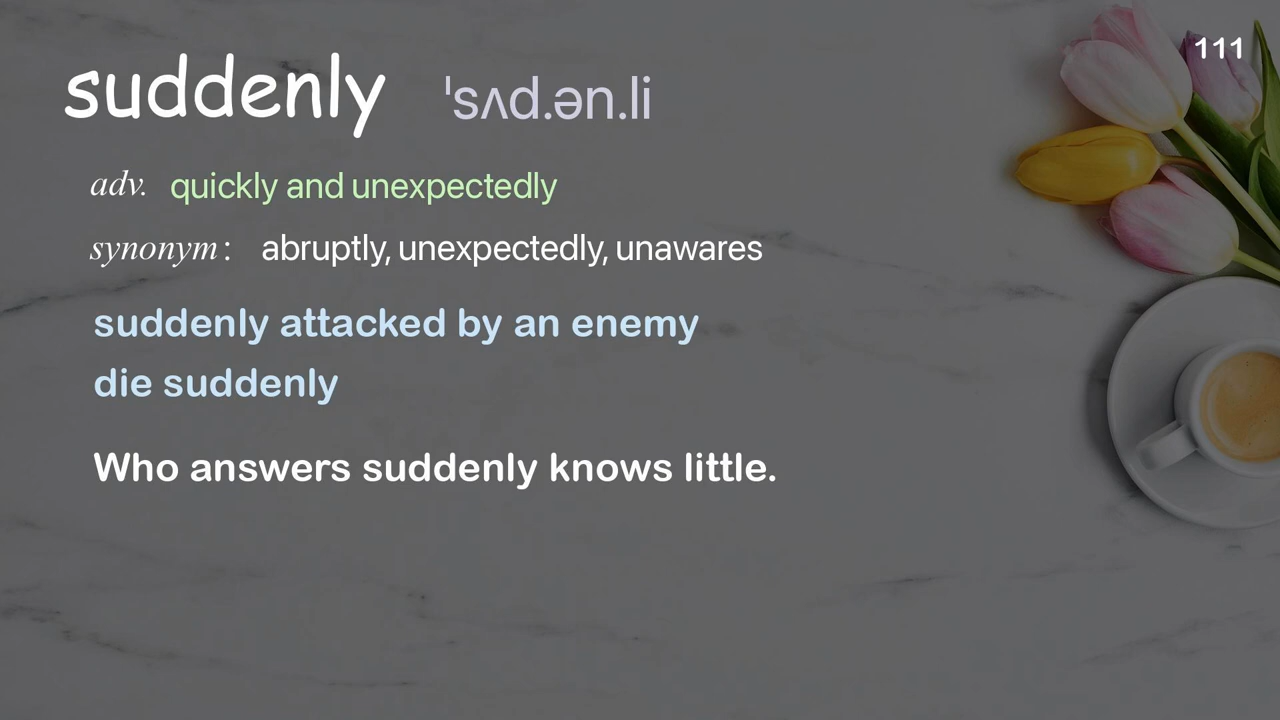 111
suddenly ˈsʌd.ən.li
adv. quickly and unexpectedly
synonym: abruptly, unexpectedly, unawares
suddenly attacked by an enemy
die suddenly
Who answers suddenly knows little.